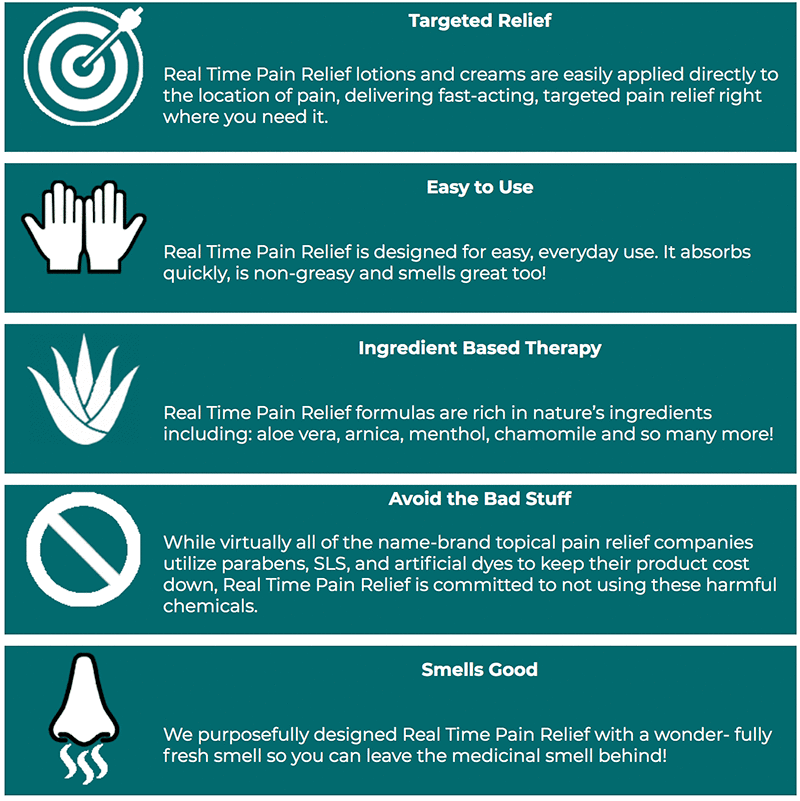 Targeted Relief
Real Time Pain Relief lotions and creams are easily applied directly to
the location of pain, delivering fast-acting, targeted pain relief right
where you need it.
Easy to Use
Real Time Pain Relief is designed for easy, everyday use. It absorbs
quickly, is non-greasy and smells great too!
Ingredient Based Therapy
Real Time Pain Relief formulas are rich in nature’s ingredients
including: aloe vera, arnica, menthol, chamomile and so many more!
Avoid the Bad Stuff
While virtually all of the name-brand topical pain relief companies
utilize parabens, SLS, and artificial dyes to keep their product cost
down, Real Time Pain Relief is committed to not using these harmful
chemicals.
Smells Good
We purposefully designed Real Time Pain Relief with a wonder- fully
fresh smell so you can leave the medicinal smell behind!